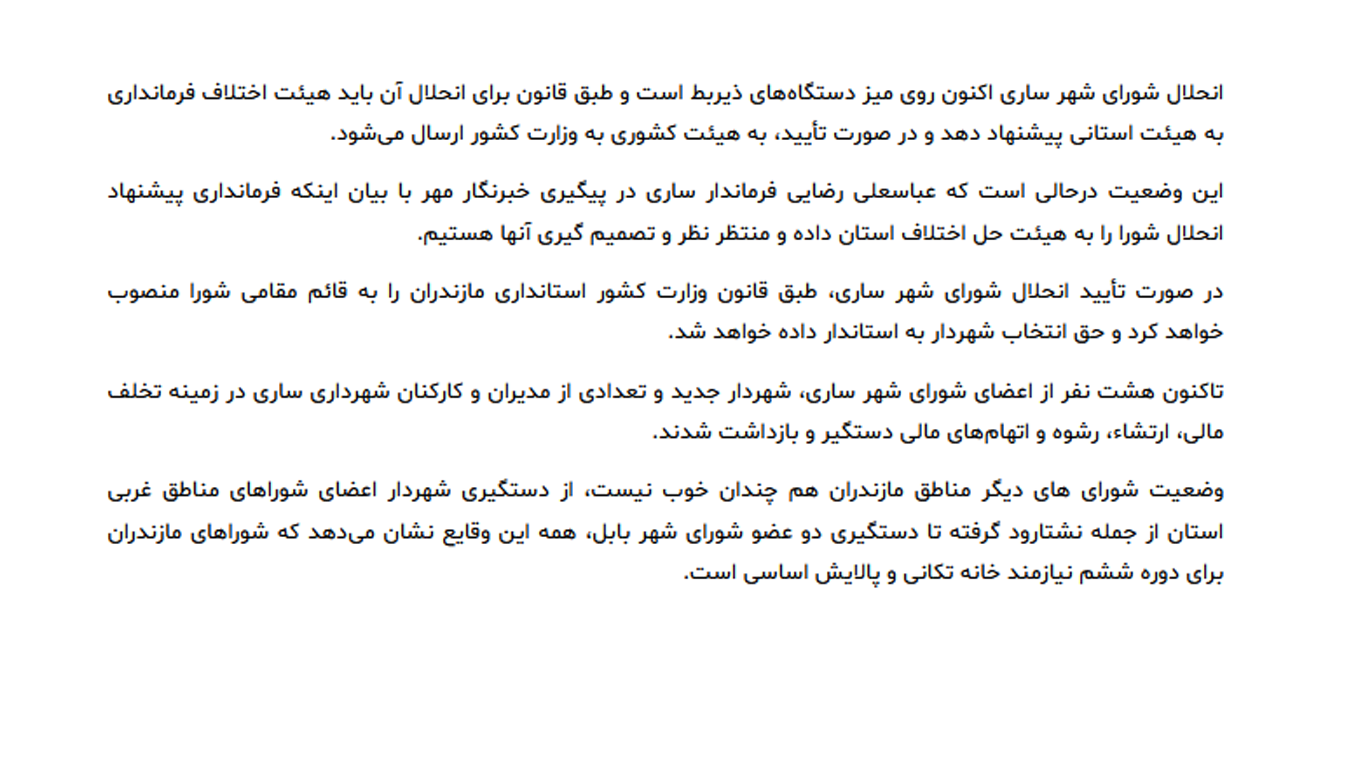 انحلال شورای شهر ساری اکنون روی میز دستگاه‌های ذیربط است و طبق قانون برای انحلال آن باید هیئت اختلاف فرمانداری
به هیئت استانی پیشنهاد دهد و در صورت تأیید، به هیئت کشوری به وزارت کشور ارسال می‌شود.
این وضعیت درحالی است که عباسعلی رضایی فرماندار ساری در پیگیری خبرنگار مهر با بیان اینکه فرمانداری پیشنهاد
انحلال شورا را به هیئت حل اختلاف استان داده و منتظر نظر و تصمیم گیری آنها هستیم.
در صورت تأیید انحلال شورای شهر ساری، طبق قانون وزارت کشور استانداری مازندران را به قائم مقامی شورا منصوب
خواهد کرد و حق انتخاب شهردار به استاندار داده خواهد شد.
تاکنون هشت نفر از اعضای شورای شهر ساری، شهردار جدید و تعدادی از مدیران و کارکنان شهرداری ساری در زمینه تخلف
مالی، ارتشاء، رشوه و اتهام‌های مالی دستگیر و بازداشت شدند.
وضعیت شورای های دیگر مناطق مازندران هم چندان خوب نیست، از دستگیری شهردار اعضای شوراهای مناطق غربی
استان از جمله نشتارود گرفته تا دستگیری دو عضو شورای شهر بابل، همه این وقایع نشان می‌دهد که شوراهای مازندران
برای دوره ششم نیازمند خانه تکانی و پالایش اساسی است.